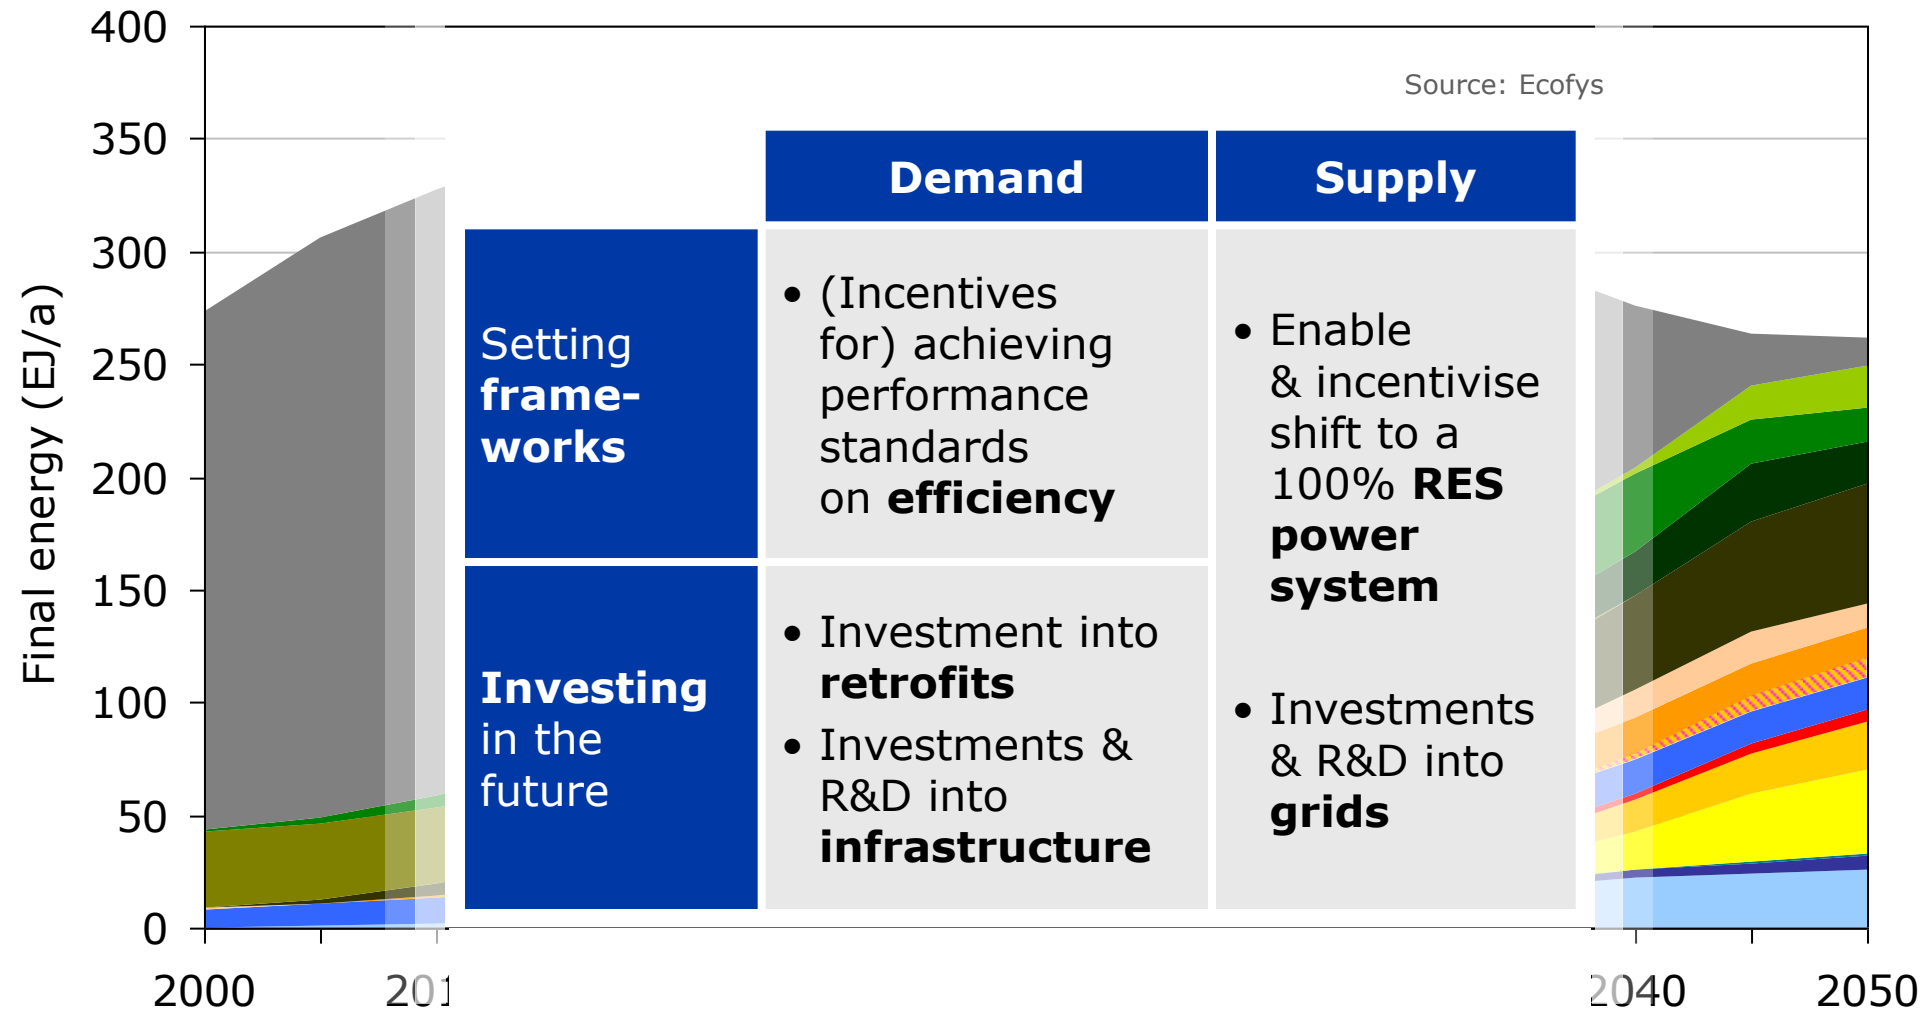 400
Source: Ecofys
350
300
250
200
150
100
50
0
Final energy (EJ/a)
Demand
Supply
Setting
frame-
works
• (Incentives
for) achieving
performance
standards
on efficiency
• Enable
& incentivise
shift to a
100% RES
power
system
Investing
in the
future
• Investment into
retrofits
• Investments &
R&D into
infrastructure
• Investments
& R&D into
grids
2000
201
2040
2050